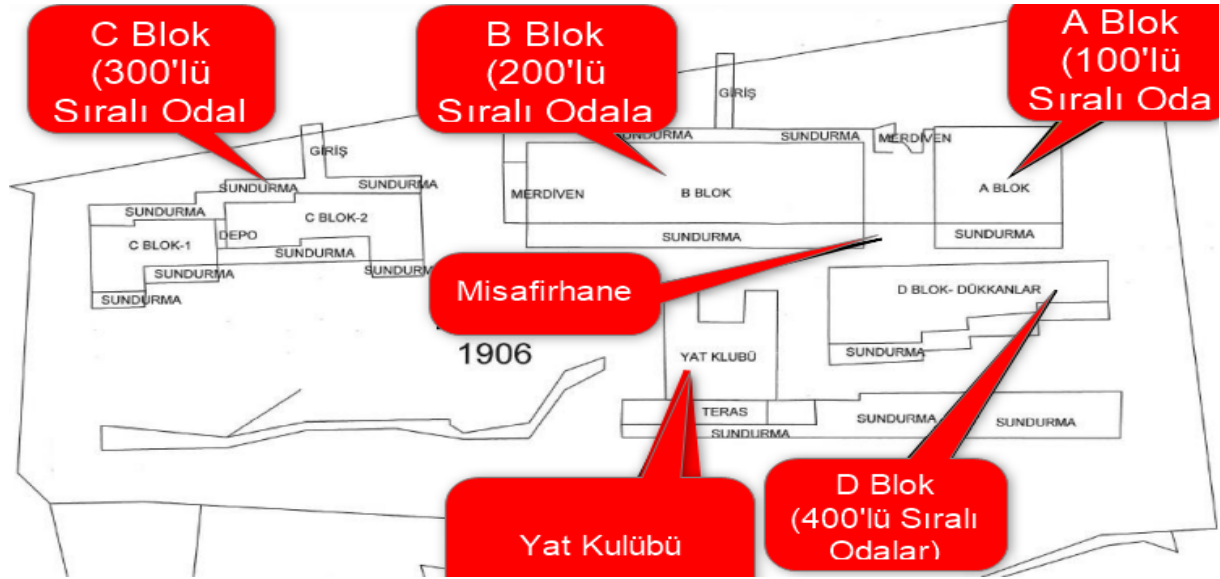 C Blok
(300'lü
Sıralı Odal
B Blok
(200'lü
Sıralı Odala
A Blok
(100'lü
Sıralı Oda
GİRİŞ
SUNDURMA
SUNDURMA
MERDİVEN
GİRİŞ
SUNDURMA
SUNDURMA
MERDİVEN
B BLOK
A BLOK
SUNDURMA
C BLOK-2
DEPO
C BLOK-1
SUNDURMA
SUNDURMA
SUNDURMA
SUNDURMA
SUNDURMA
SUNDURMA
SUNDURMA
Misafirhane
D BLOK- DÜKKANLAR
1906
YAT KLUBÜ
SUNDURMA
TERAS
SUNDURMA
SUNDURMA
SUNDURMA
Yat Kulübü
D Blok
(400'lü Sıralı
Odalar)